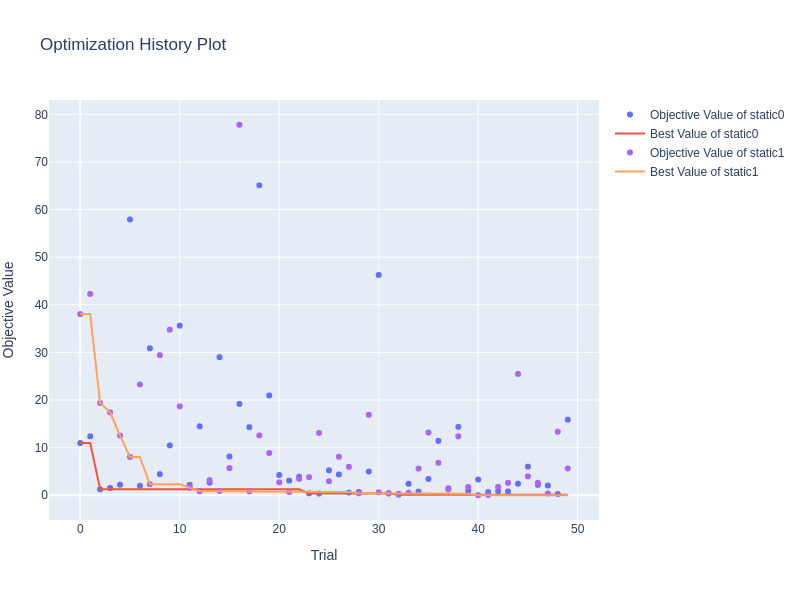 Optimization History Plot
Objective Value of static0
Best Value of static0
Objective Value of static1
Best Value of static1
80
70
60
50
40
30
20
10
0
Objective Value
0
10
20
30
40
50
Trial